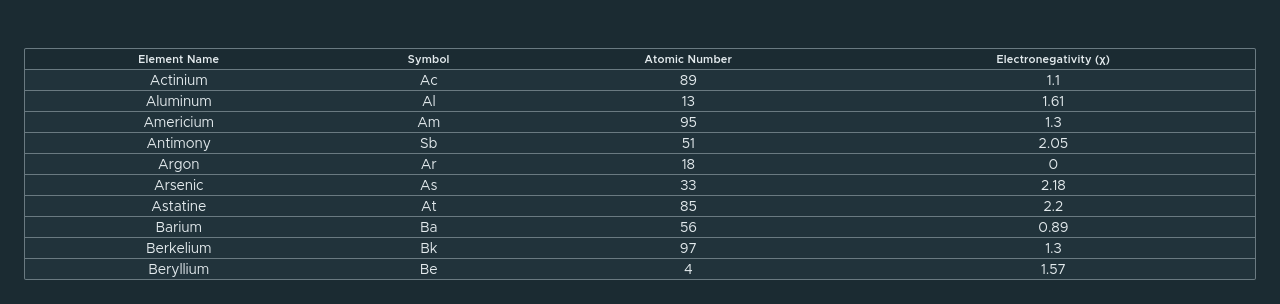 Element Name Symbol Atomic Number Electronegativity (χ)
Actinium Ac 89 1.1
Aluminum Al 13 1.61
Americium Am 95 1.3
Antimony Sb 51 2.05
Argon Ar 18 0
Arsenic As 33 2.18
Astatine At 85 2.2
Barium Ba 56 0.89
Berkelium Bk 97 1.3
Beryllium Be 4 1.57